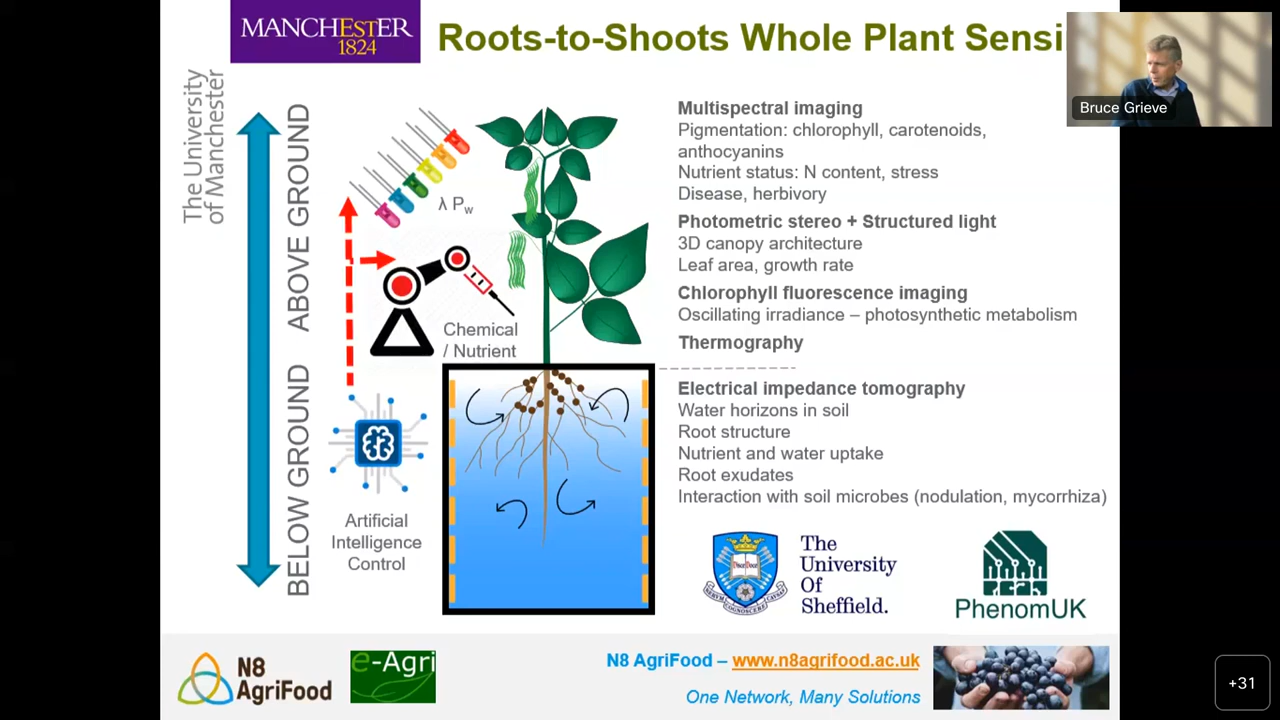 MANCHESTER
1824
The University
of Manchester
Roots-to-Shoots Whole Plant Sensi
Bruce Grieve
ABOVE GROUND
BELOW GROUND
λ Pw
Chemical
/ Nutrient
Artificial
Intelligence
Control
Multispectral imaging
Pigmentation: chlorophyll, carotenoids,
anthocyanins
Nutrient status: N content, stress
Disease, herbivory
Photometric stereo + Structured light
3D canopy architecture
Leaf area, growth rate
Chlorophyll fluorescence imaging
Oscillating irradiance – photosynthetic metabolism
Thermography
Electrical impedance tomography
Water horizons in soil
Root structure
Nutrient and water uptake
Root exudates
Interaction with soil microbes (nodulation, mycorrhiza)
The
University
Of
Sheffield.
PhenomUK
N8
AgriFood
e-Agri
N8 AgriFood – www.n8agrifood.ac.uk
One Network, Many Solutions
+31